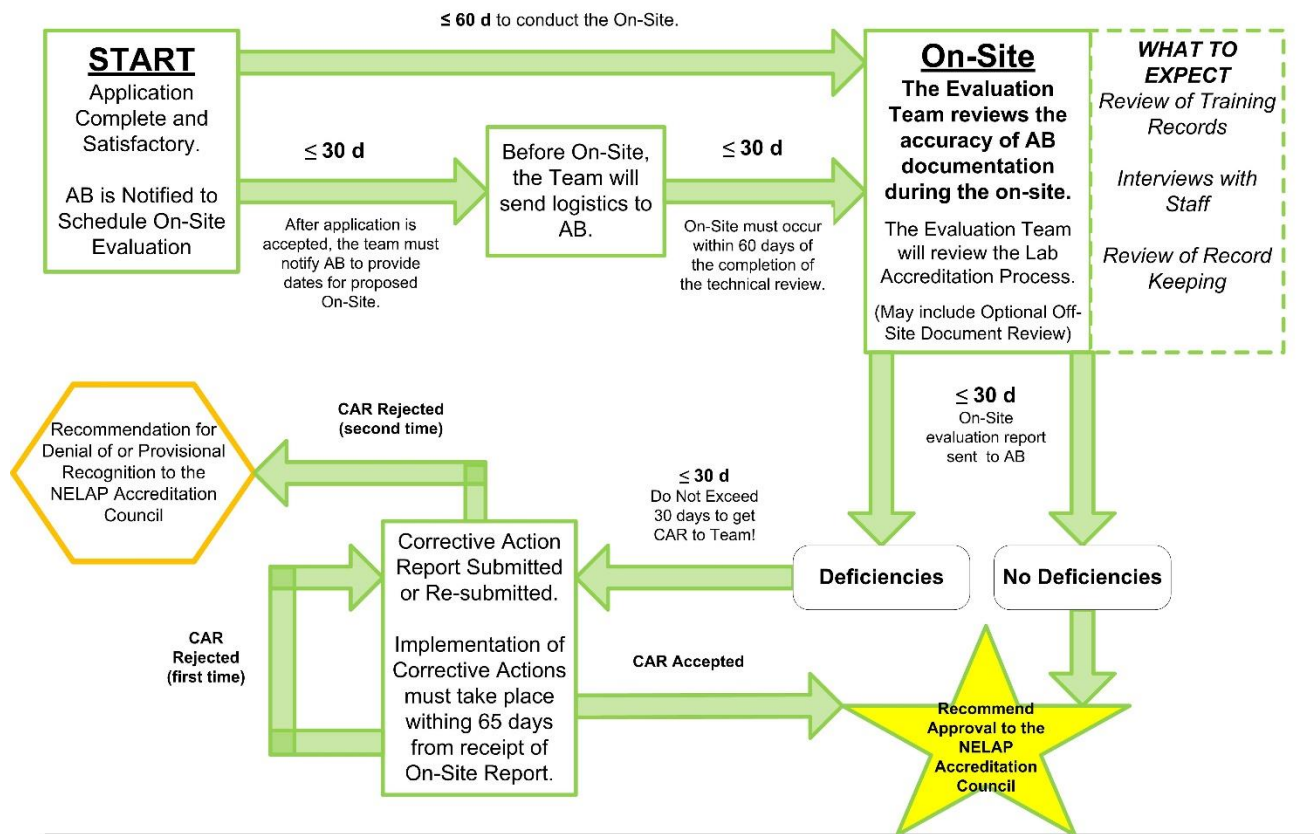 ≤ 60 d to conduct the On-Site.
START
Application
Complete and
Satisfactory.
AB is Notified to
Schedule On-Site
Evaluation
≤ 30 d
After application is
accepted, the team must
notify AB to provide
dates for proposed
On-Site.
Before On-Site,
the Team will
send logistics to
AB.
≤ 30 d
On-Site must occur
within 60 days of
the completion of
the technical review.
On-Site
The Evaluation
Team reviews the
accuracy of AB
documentation
during the on-site.
The Evaluation Team
will review the Lab
Accreditation Process.
(May include Optional Off-
Site Document Review)
WHAT TO
EXPECT
Review of Training
Records
Interviews with
Staff
Review of Record
Keeping
≤ 30 d
On-Site
evaluation report
sent to AB
Deficiencies
No Deficiencies
≤ 30 d
Do Not Exceed
30 days to get
CAR to Team!
Corrective Action
Report Submitted
or Re-submitted.
Implementation of
Corrective Actions
must take place
withing 65 days
from receipt of
On-Site Report.
CAR Rejected
(second time)
Recommendation for
Denial of or Provisional
Recognition to the
NELAP Accreditation
Council
CAR
Rejected
(first time)
CAR Accepted
Recommend
Approval to the
NELAP
Accreditation
Council